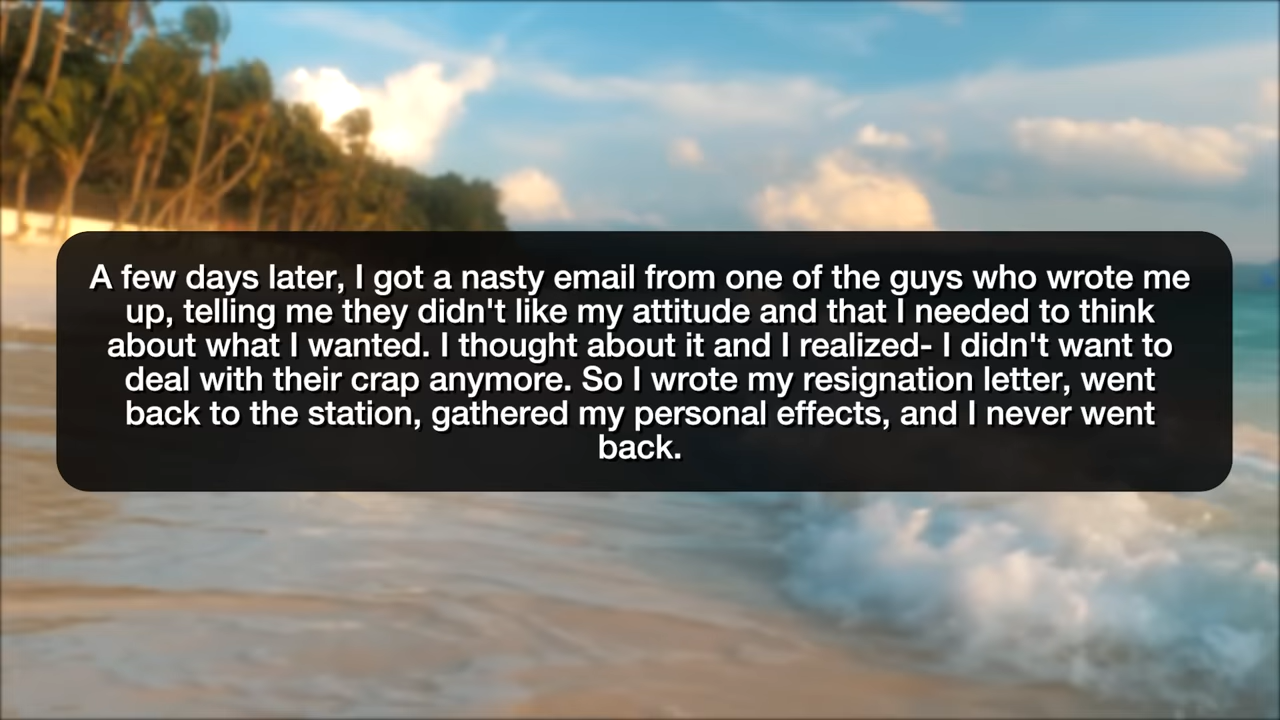 A few days later, I got a nasty email from one of the guys who wrote me
up, telling me they didn't like my attitude and that I needed to think
about what I wanted. I thought about it and I realized- I didn't want to
deal with their crap anymore. So I wrote my resignation letter, went
back to the station, gathered my personal effects, and I never went
back.